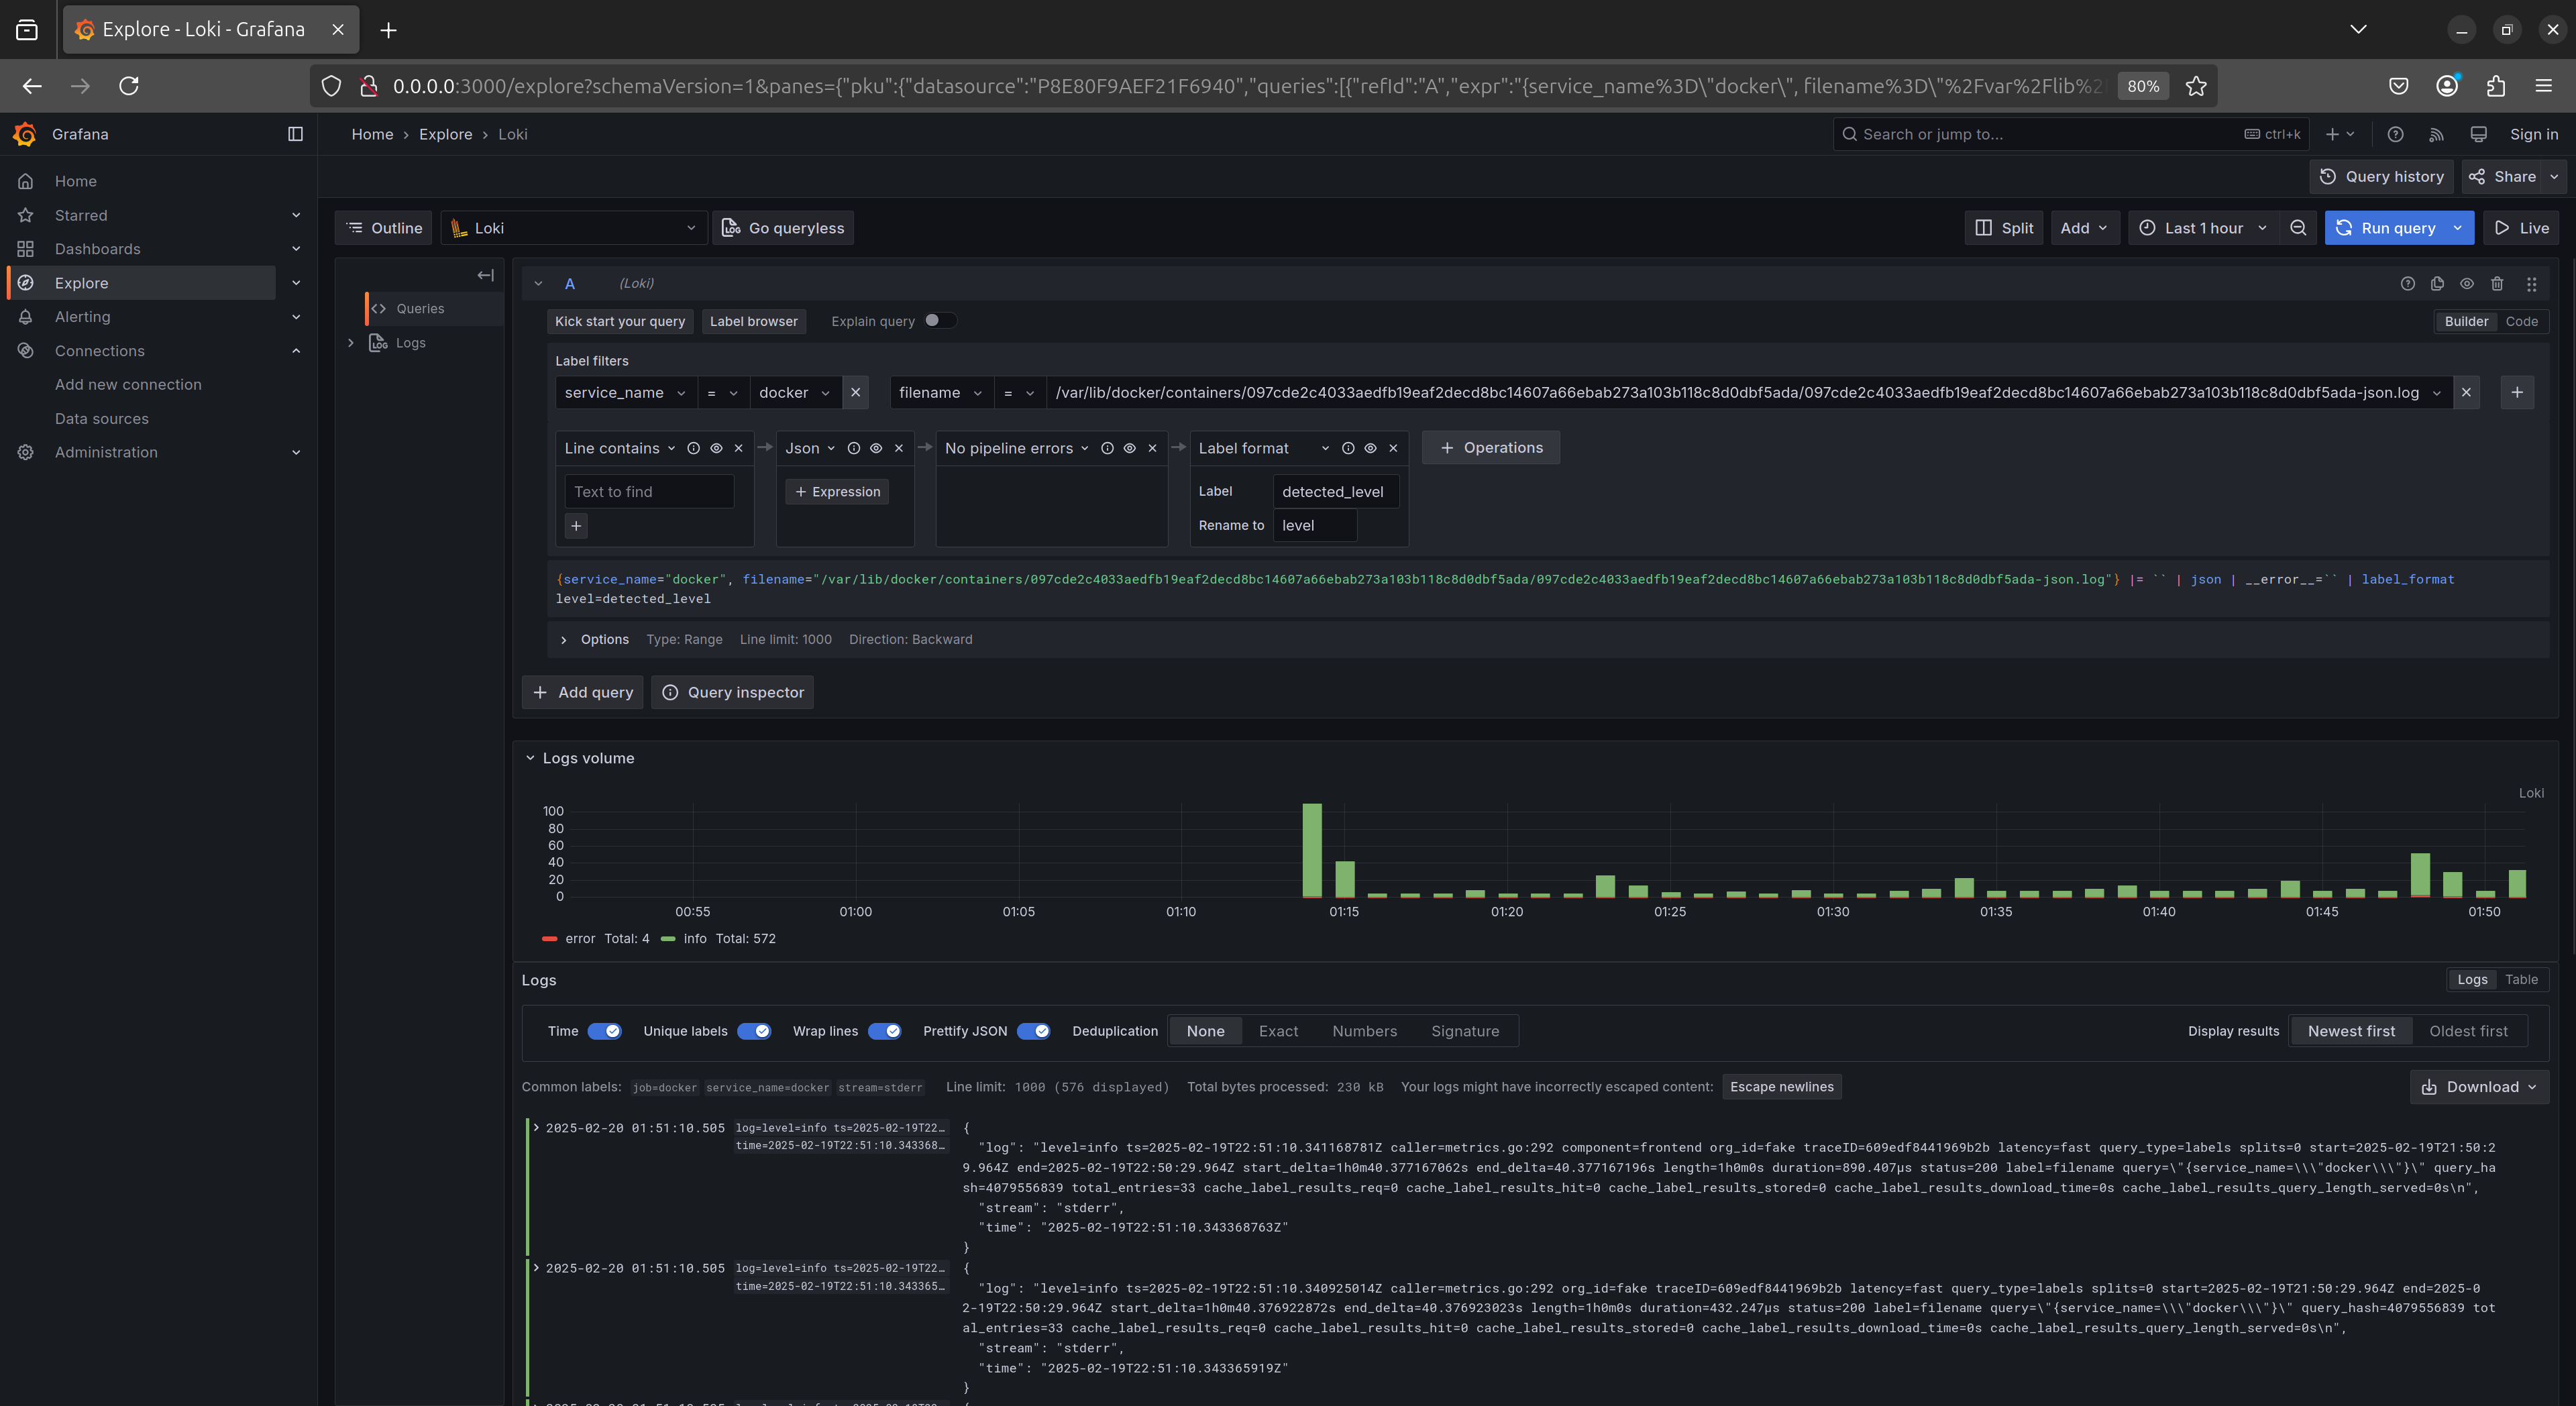 Explore - Loki - Grafana
0.0.0.0:3000/explore?schemaVersion=1&panes={"pku":{"datasource":"P8E80F9AEF21F6940","queries":[{"refId":"A","expr":"{service_name%3D\"docker\", filename%3D\"%2Fvar%2Flib%2
80%
Grafana
Home › Explore › Loki
Search or jump to...
ctrl+k
Sign in
Home
Starred
Dashboards
Explore
Alerting
Connections
Add new connection
Data sources
Administration
Query history
Share
Outline
Loki
Go queryless
Split
Add
Last 1 hour
Run query
Live
Queries
Logs
A (Loki)
Kick start your query
Label browser
Explain query
Builder
Code
Label filters
service_name = docker
filename = /var/lib/docker/containers/097cde2c4033aedfb19eaf2decd8bc14607a66ebab273a103b118c8d0dbf5ada/097cde2c4033aedfb19eaf2decd8bc14607a66ebab273a103b118c8d0dbf5ada-json.log
Line contains
Text to find
Json
+ Expression
No pipeline errors
Label format
Label detected_level
Rename to level
+ Operations
{service_name="docker", filename="/var/lib/docker/containers/097cde2c4033aedfb19eaf2decd8bc14607a66ebab273a103b118c8d0dbf5ada/097cde2c4033aedfb19eaf2decd8bc14607a66ebab273a103b118c8d0dbf5ada-json.log"} |= `` | json | __error__=`` | label_format
level=detected_level
Options Type: Range Line limit: 1000 Direction: Backward
+ Add query
Query inspector
Logs volume
Loki
100
80
60
40
20
0
00:55 01:00 01:05 01:10 01:15 01:20 01:25 01:30 01:35 01:40 01:45 01:50
error Total: 4 info Total: 572
Logs
Logs Table
Time Unique labels Wrap lines Prettify JSON Deduplication None Exact Numbers Signature
Display results Newest first Oldest first
Common labels: job=docker service_name=docker stream=stderr Line limit: 1000 (576 displayed) Total bytes processed: 230 kB Your logs might have incorrectly escaped content: Escape newlines
Download
2025-02-20 01:51:10.505 log=level=info ts=2025-02-19T22… {
time=2025-02-19T22:51:10.343368…
"log": "level=info ts=2025-02-19T22:51:10.341168781Z caller=metrics.go:292 component=frontend org_id=fake traceID=609edf8441969b2b latency=fast query_type=labels splits=0 start=2025-02-19T21:50:2
9.964Z end=2025-02-19T22:50:29.964Z start_delta=1h0m40.377167062s end_delta=40.377167196s length=1h0m0s duration=890.407µs status=200 label=filename query=\"{service_name=\\\"docker\\\"}\" query_ha
sh=4079556839 total_entries=33 cache_label_results_req=0 cache_label_results_hit=0 cache_label_results_stored=0 cache_label_results_download_time=0s cache_label_results_query_length_served=0s\n",
"stream": "stderr",
"time": "2025-02-19T22:51:10.343368763Z"
}
2025-02-20 01:51:10.505 log=level=info ts=2025-02-19T22… {
time=2025-02-19T22:51:10.343365…
"log": "level=info ts=2025-02-19T22:51:10.340925014Z caller=metrics.go:292 org_id=fake traceID=609edf8441969b2b latency=fast query_type=labels splits=0 start=2025-02-19T21:50:29.964Z end=2025-0
2-19T22:50:29.964Z start_delta=1h0m40.376922872s end_delta=40.376923023s length=1h0m0s duration=432.247µs status=200 label=filename query=\"{service_name=\\\"docker\\\"}\" query_hash=4079556839 tot
al_entries=33 cache_label_results_req=0 cache_label_results_hit=0 cache_label_results_stored=0 cache_label_results_download_time=0s cache_label_results_query_length_served=0s\n",
"stream": "stderr",
"time": "2025-02-19T22:51:10.343365919Z"
}